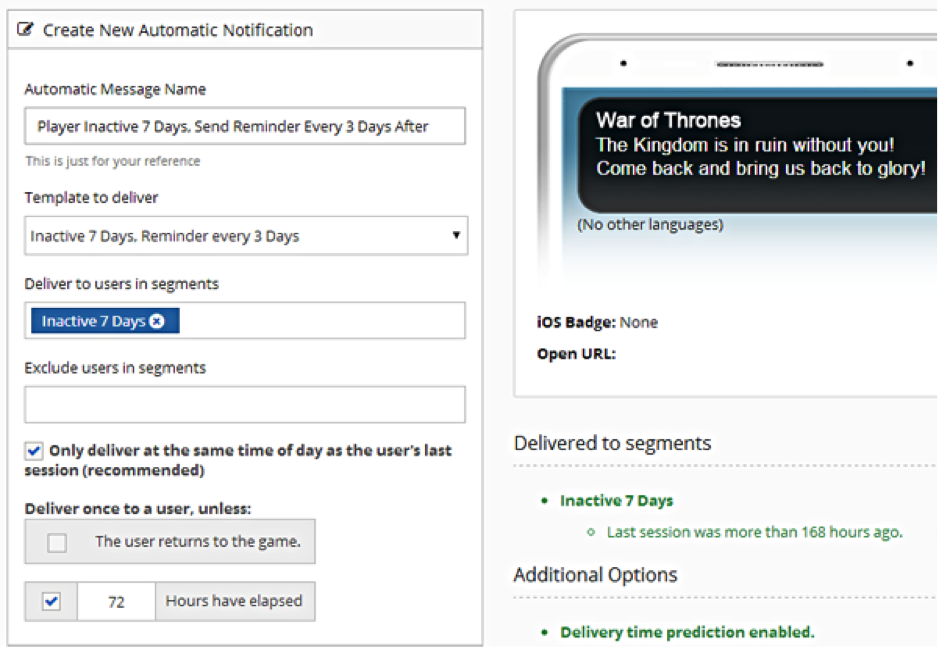 Create New Automatic Notification
Automatic Message Name
Player Inactive 7 Days, Send Reminder Every 3 Days After
This is just for your reference
Template to deliver
Inactive 7 Days, Reminder every 3 Days
Deliver to users in segments
Inactive 7 Days
Exclude users in segments
Only deliver at the same time of day as the user's last
session (recommended)
Deliver once to a user, unless:
The user returns to the game.
72 Hours have elapsed
War of Thrones
The Kingdom is in ruin without you!
Come back and bring us back to glory!
(No other languages)
iOS Badge: None
Open URL:
Delivered to segments
Inactive 7 Days
Last session was more than 168 hours ago.
Additional Options
Delivery time prediction enabled.